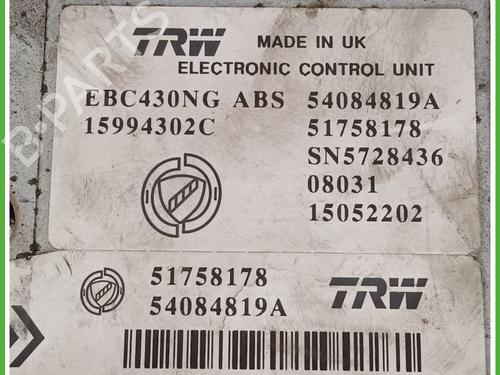 TRW MADE IN UK
ELECTRONIC CONTROL UNIT
EBC430NG ABS 54084819A
15994302C 51758178
SN5728436
08031
15052202
51758178 TRW
54084819A
B-PARTS